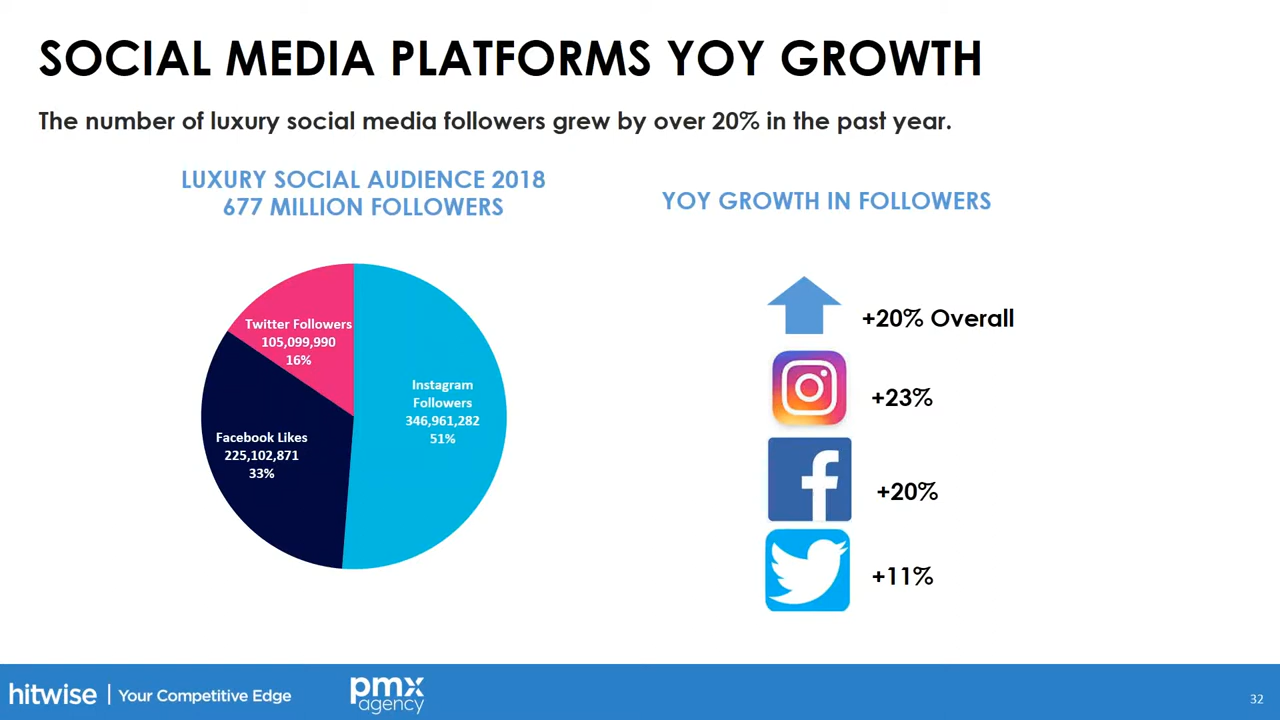 SOCIAL MEDIA PLATFORMS YOY GROWTH
The number of luxury social media followers grew by over 20% in the past year.
LUXURY SOCIAL AUDIENCE 2018
677 MILLION FOLLOWERS
Twitter Followers
105,099,990
16%
Instagram
Followers
346,961,282
51%
Facebook Likes
225,102,871
33%
YOY GROWTH IN FOLLOWERS
+20% Overall
+23%
+20%
+11%
hitwise | Your Competitive Edge
pmx
agency
32